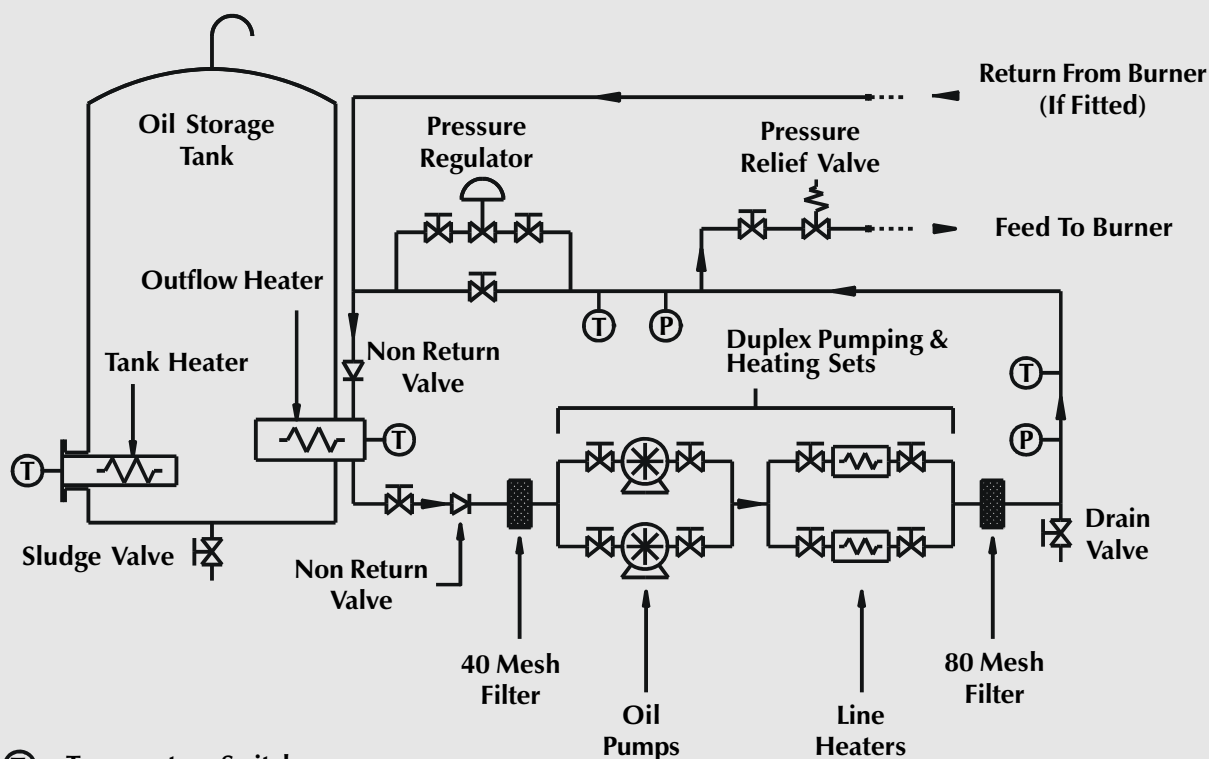 Return From Burner
(If Fitted)
Oil Storage
Tank
Pressure
Regulator
Pressure
Relief Valve
Feed To Burner
Outflow Heater
Tank Heater
Non Return
Valve
Duplex Pumping &
Heating Sets
T
P
T
P
T
T
Sludge Valve
Non Return
Valve
Drain
Valve
40 Mesh
Filter
80 Mesh
Filter
Oil
Pumps
Line
Heaters